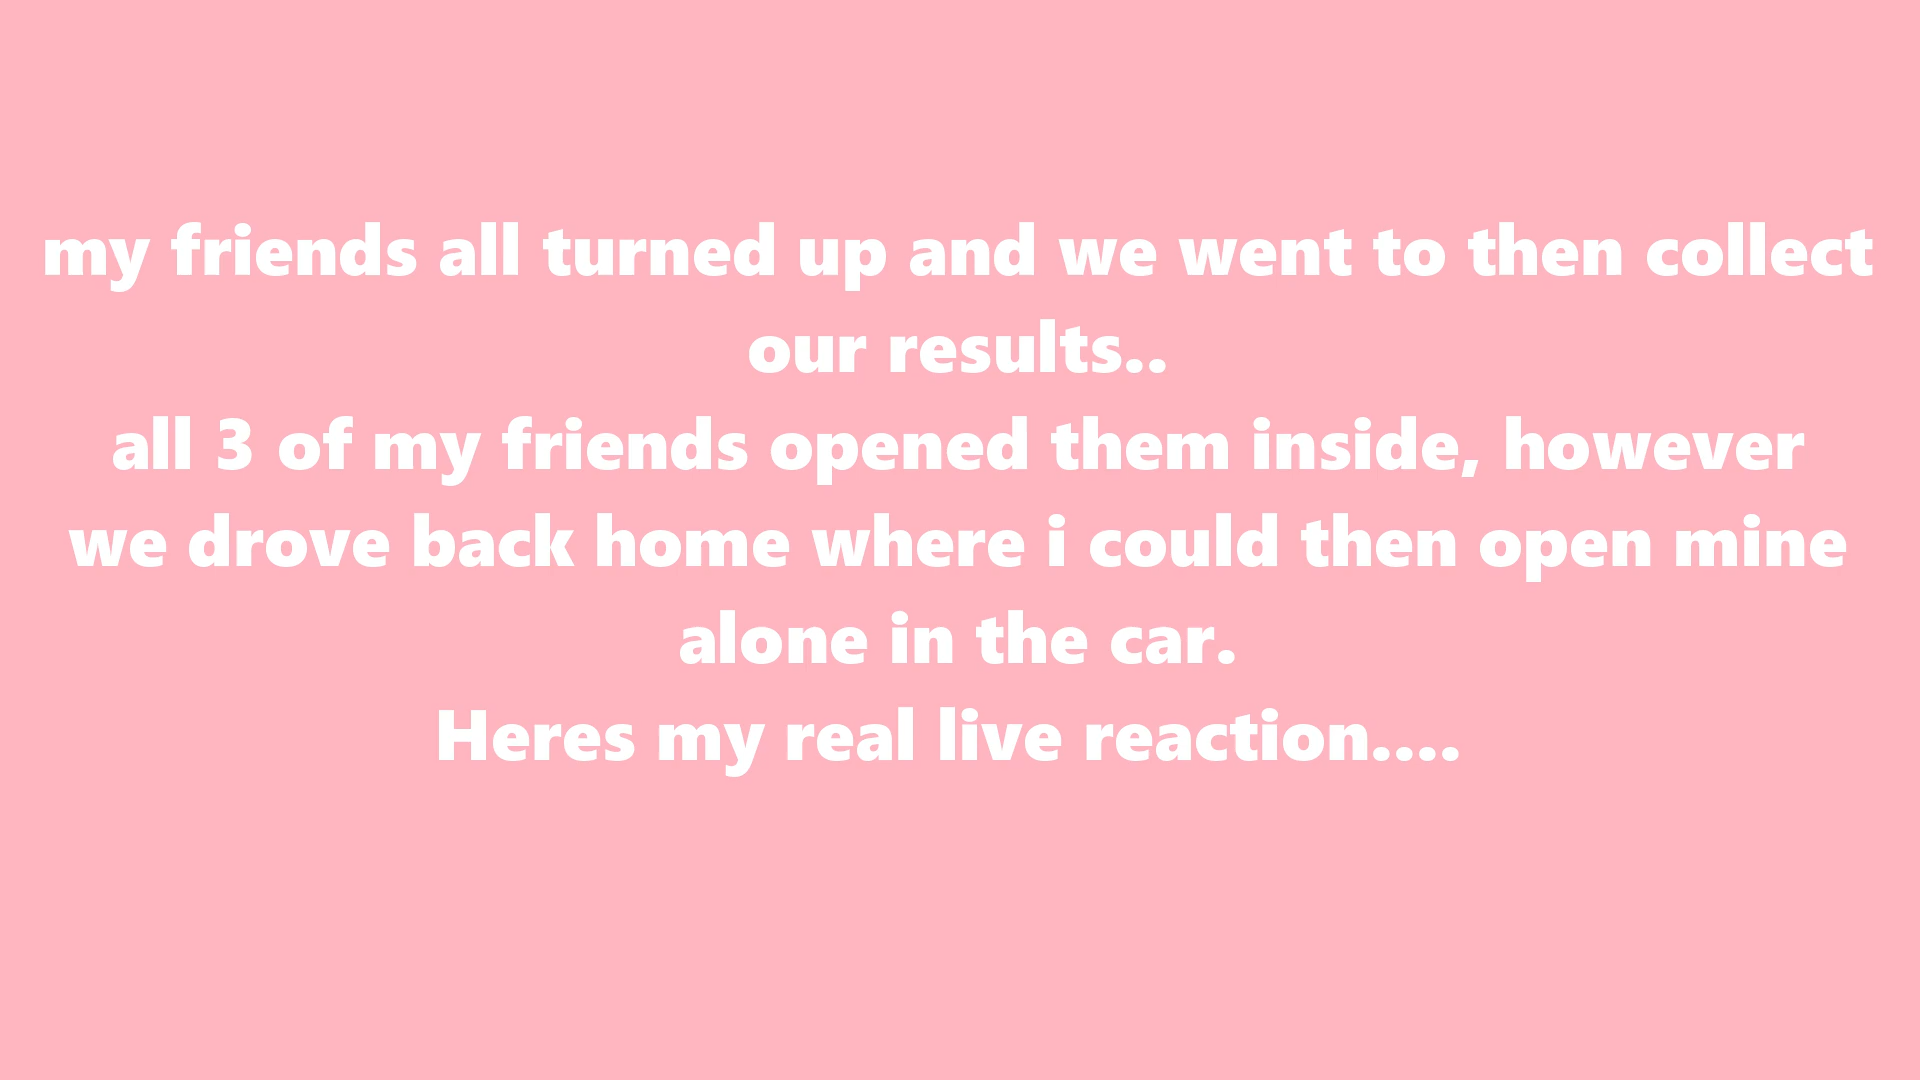 my friends all turned up and we went to then collect
our results..
all 3 of my friends opened them inside, however
we drove back home where i could then open mine
alone in the car.
Heres my real live reaction....